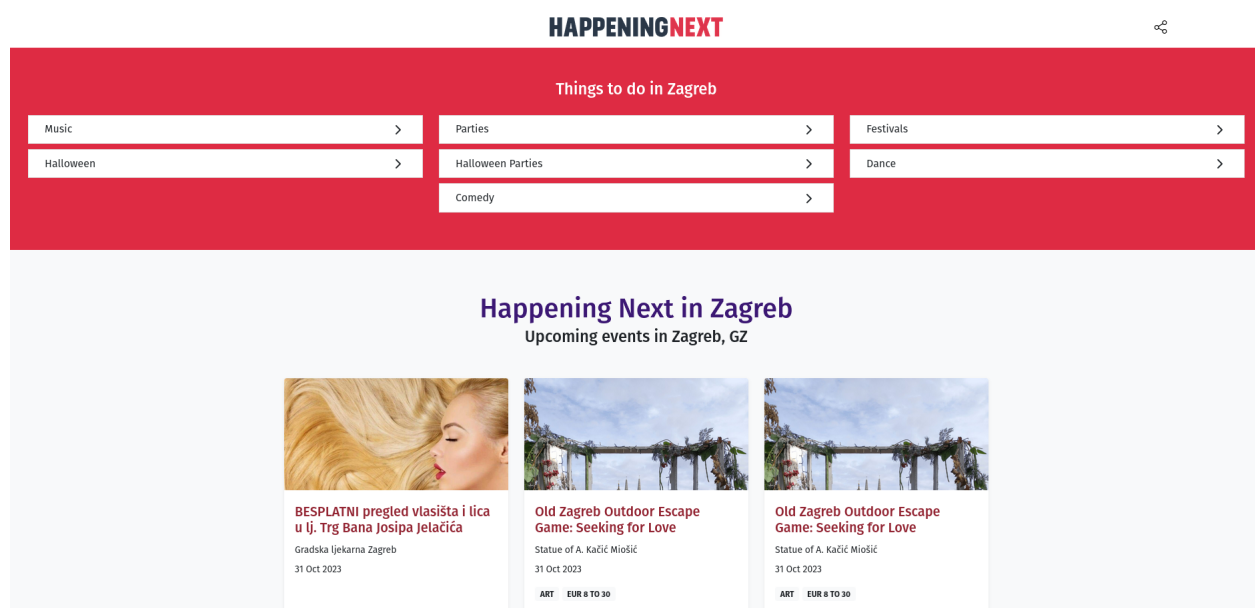 HAPPENINGNEXT
Things to do in Zagreb
Music
Parties
Festivals
Halloween
Halloween Parties
Dance
Comedy
Happening Next in Zagreb
Upcoming events in Zagreb, GZ
BESPLATNI pregled vlasišta i lica
u lj. Trg Bana Josipa Jelačića
Gradska ljekarna Zagreb
31 Oct 2023
Old Zagreb Outdoor Escape
Game: Seeking for Love
Statue of A. Kačić Miošić
31 Oct 2023
ART EUR 8 TO 30
Old Zagreb Outdoor Escape
Game: Seeking for Love
Statue of A. Kačić Miošić
31 Oct 2023
ART EUR 8 TO 30